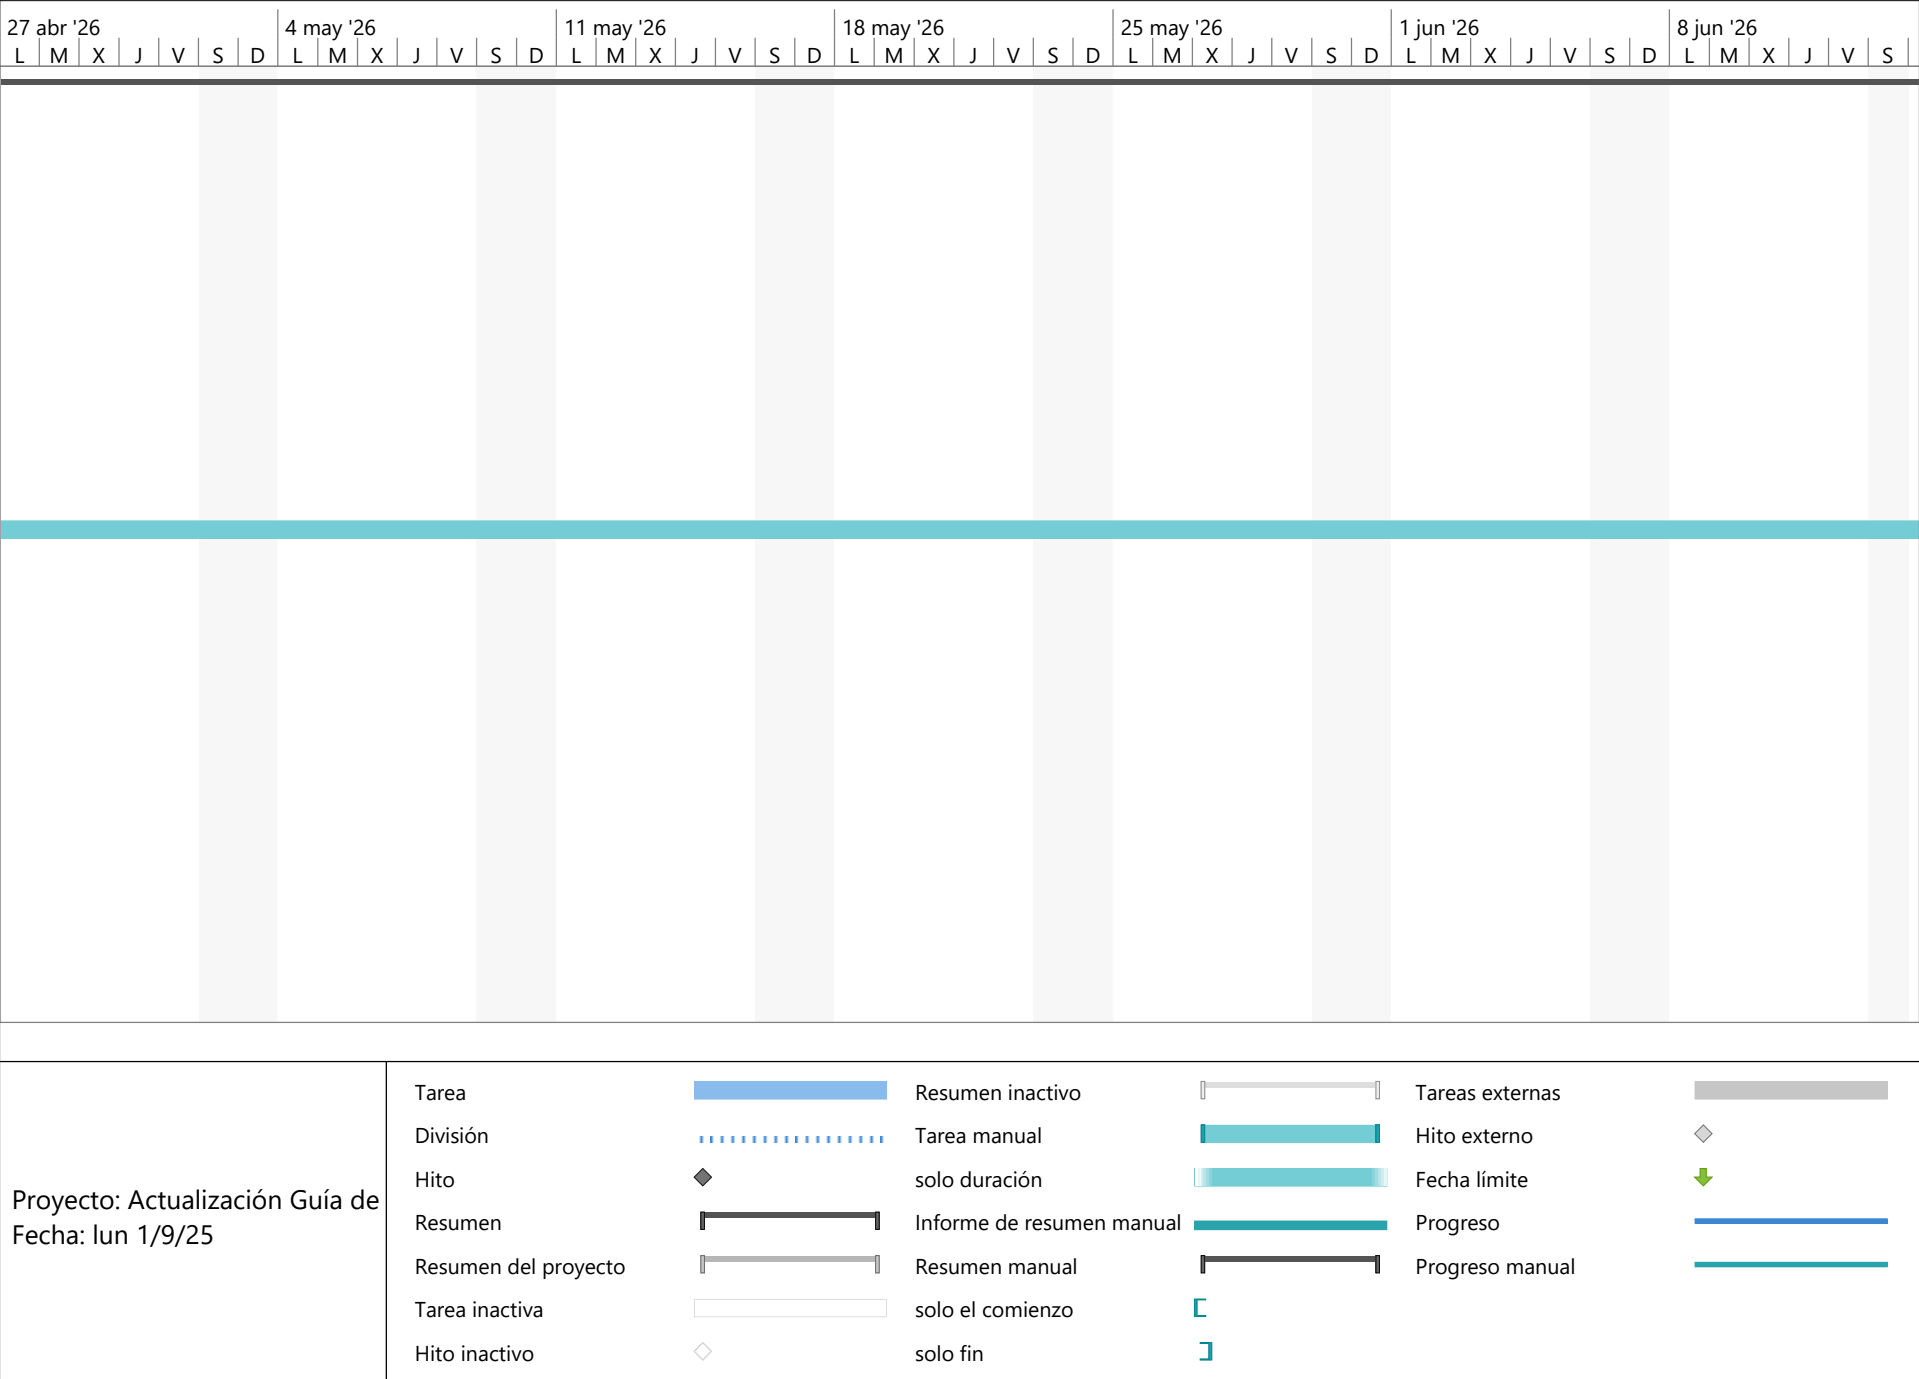 27 abr '26 4 may '26 11 may '26 18 may '26 25 may '26 1 jun '26 8 jun '26
L M X J V S D L M X J V S D L M X J V S D L M X J V S D L M X J V S D L M X J V S D L M X J V S
Proyecto: Actualización Guía de
Fecha: lun 1/9/25
Tarea
División
Hito
Resumen
Resumen del proyecto
Tarea inactiva
Hito inactivo
Resumen inactivo
Tarea manual
solo duración
Informe de resumen manual
Resumen manual
solo el comienzo
solo fin
Tareas externas
Hito externo
Fecha límite
Progreso
Progreso manual